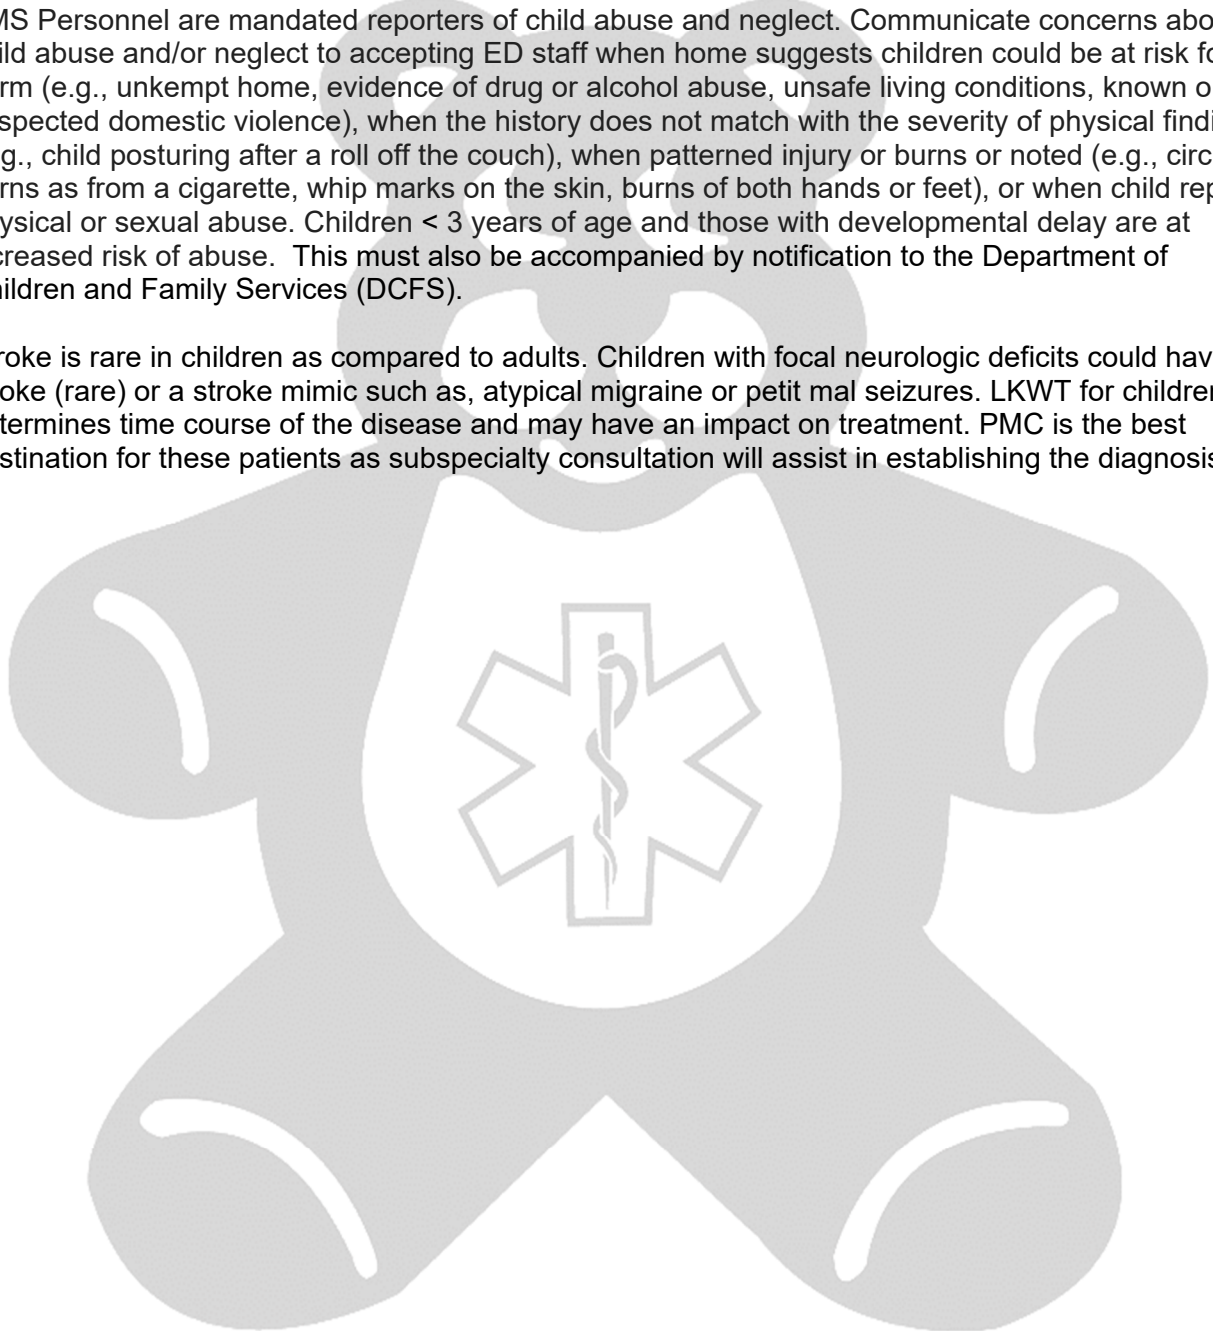 MS Personnel are mandated reporters of child abuse and neglect. Communicate concerns abo
ild abuse and/or neglect to accepting ED staff when home suggests children could be at risk fo
rm (e.g., unkempt home, evidence of drug or alcohol abuse, unsafe living conditions, known o
spected domestic violence), when the history does not match with the severity of physical findi
g., child posturing after a roll off the couch), when patterned injury or burns or noted (e.g., circ
rns as from a cigarette, whip marks on the skin, burns of both hands or feet), or when child rep
ysical or sexual abuse. Children < 3 years of age and those with developmental delay are at
creased risk of abuse.  This must also be accompanied by notification to the Department of
ildren and Family Services (DCFS).
roke is rare in children as compared to adults. Children with focal neurologic deficits could hav
oke (rare) or a stroke mimic such as, atypical migraine or petit mal seizures. LKWT for children
termines time course of the disease and may have an impact on treatment. PMC is the best
stination for these patients as subspecialty consultation will assist in establishing the diagnosis